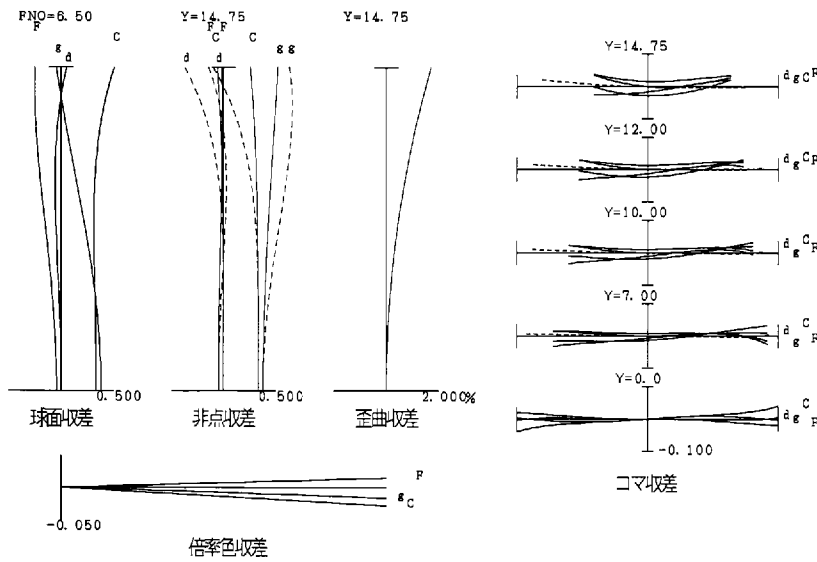 FNO=6.50
F
g
d
C
0.500
球面収差
Y=14.75
F F
C C
d d g g
0.500
非点収差
Y=14.75
2.000%
歪曲収差
Y=14.75
d g C F
Y=12.00
d g C F
Y=10.00
d g C F
Y=7.00
d g C F
Y=0.0
d g C F
-0.100
コマ収差
F
g C
-0.050
倍率色収差